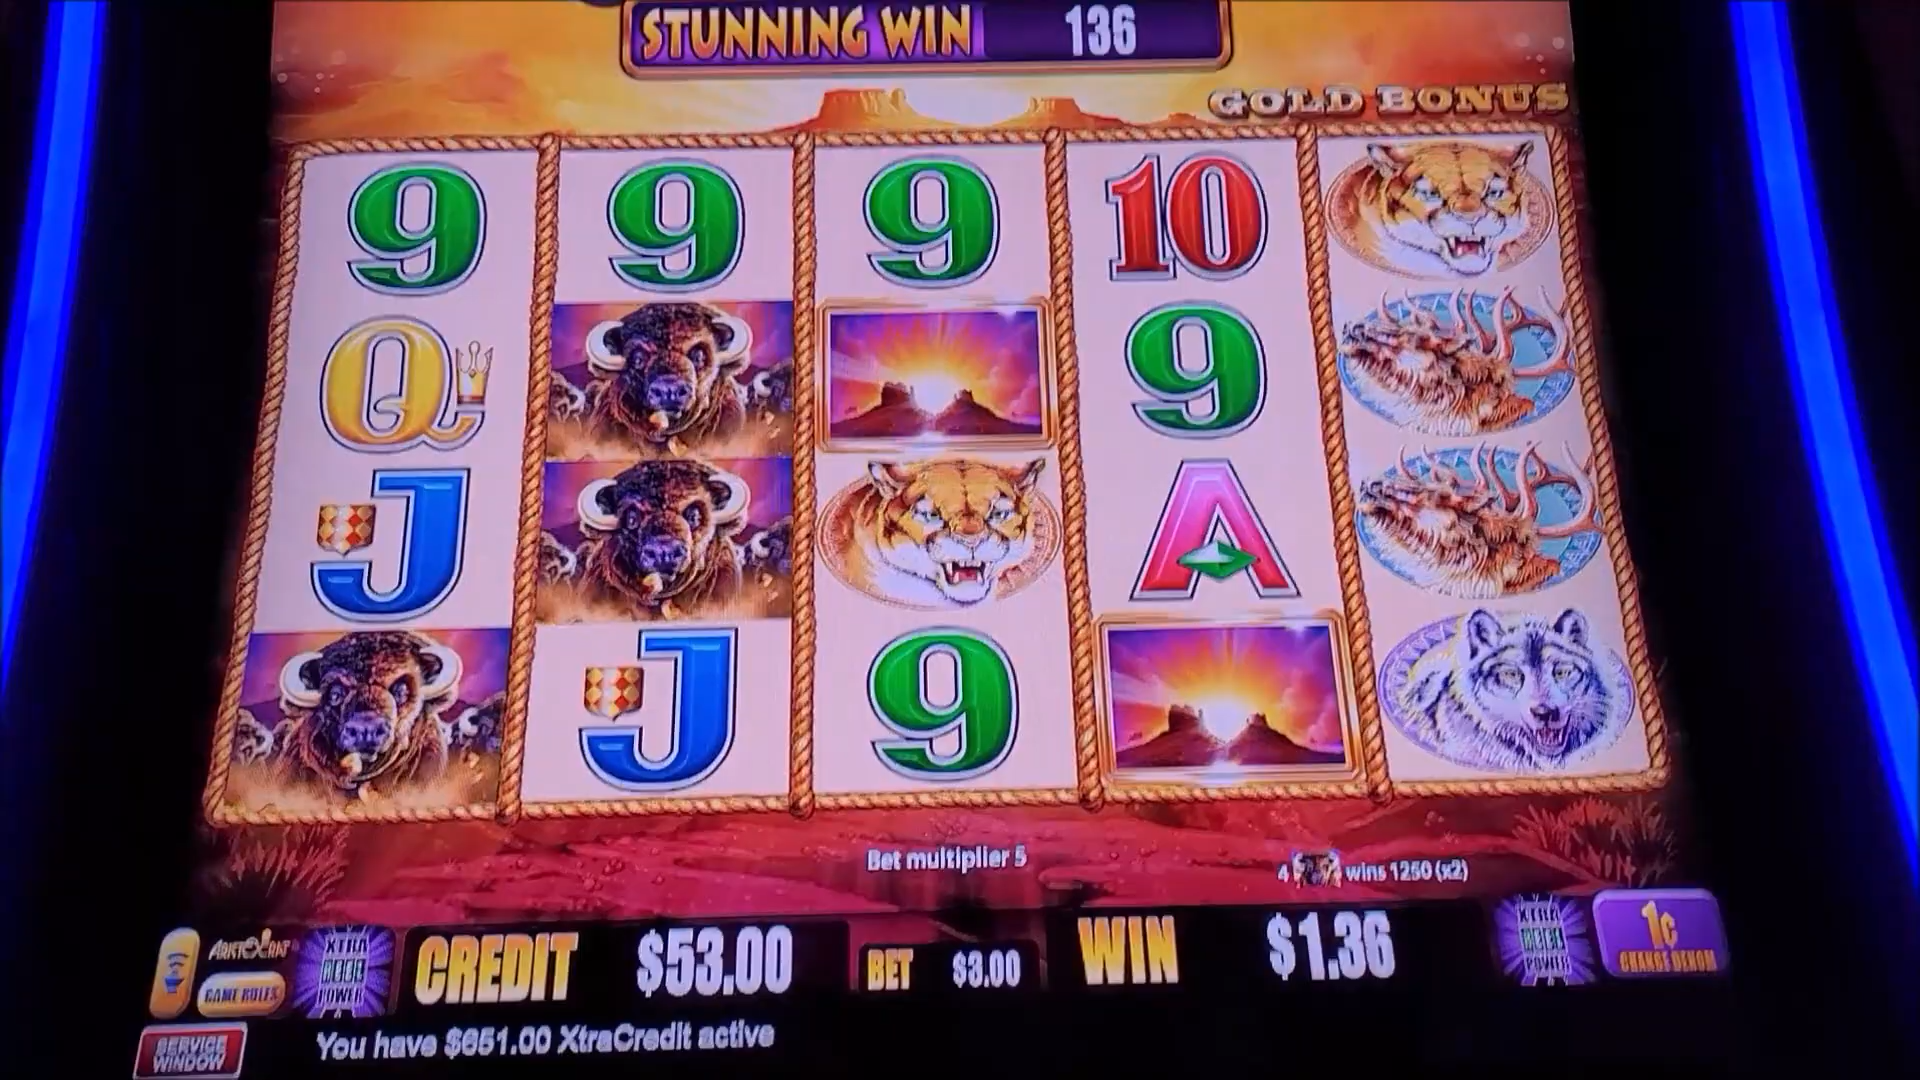 STUNNING WIN 136
GOLD BONUS
9 9 9 10
Q 9
J A
J 9
Bet multiplier 5
4 wins 1250 (x2)
ARISTOCRAT
GAME RULES
XTRA
REEL
POWER
CREDIT $53.00
BET $3.00
WIN $1.36
XTRA
REEL
POWER
1¢
CHANGE DENOM
SERVICE
WINDOW
You have $651.00 XtraCredit active